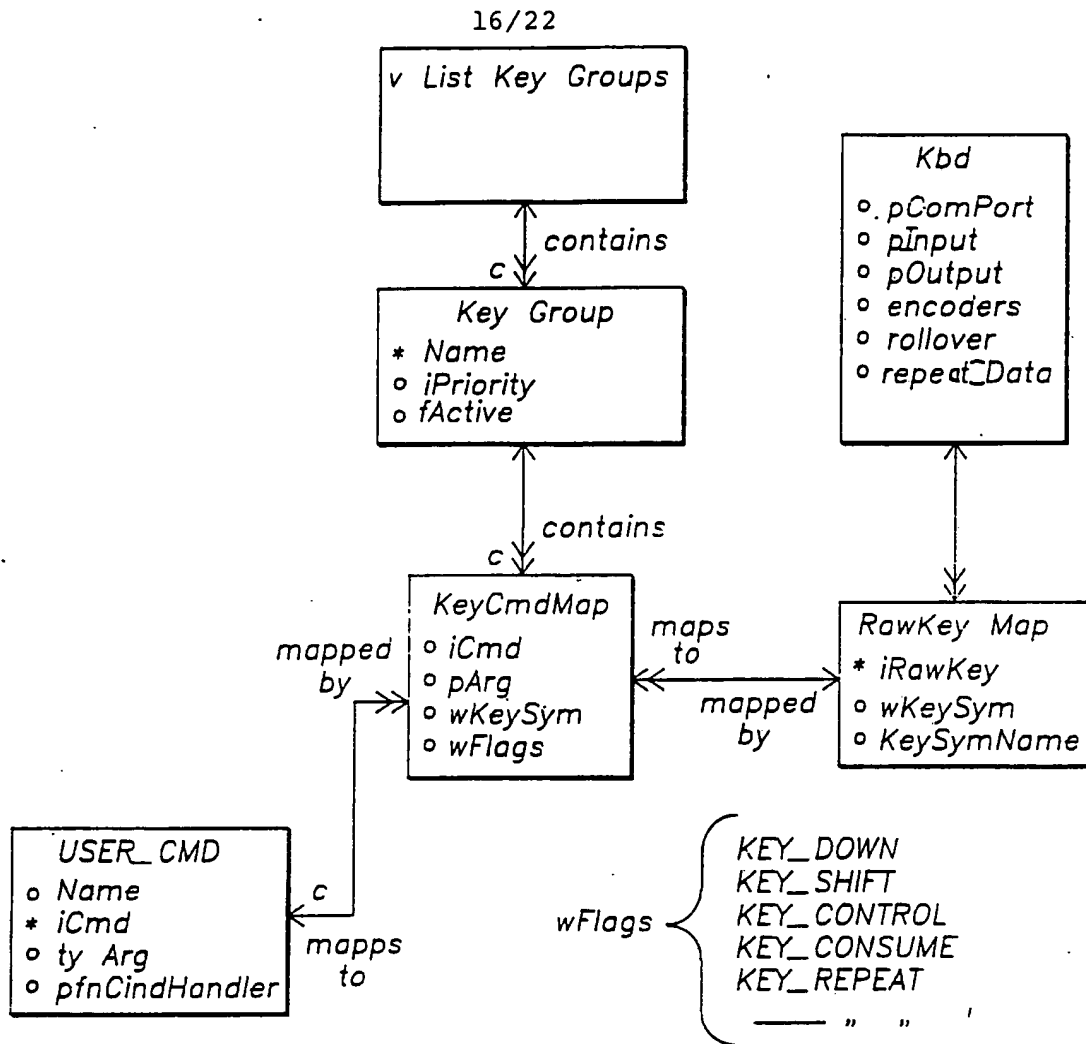 16/22
v List Key Groups
contains
c
Key Group
* Name
o iPriority
o fActive
contains
c
Kbd
o pComPort
o pInput
o pOutput
o encoders
o rollover
o repeat_Data
KeyCmdMap
o iCmd
o pArg
o wKeySym
o wFlags
maps
to
mapped
by
RawKey Map
* iRawKey
o wKeySym
o KeySymName
mapped
by
USER_CMD
o Name
* iCmd
o ty Arg
o pfnCindHandler
c
mapps
to
wFlags
KEY_DOWN
KEY_SHIFT
KEY_CONTROL
KEY_CONSUME
KEY_REPEAT
—— " " '